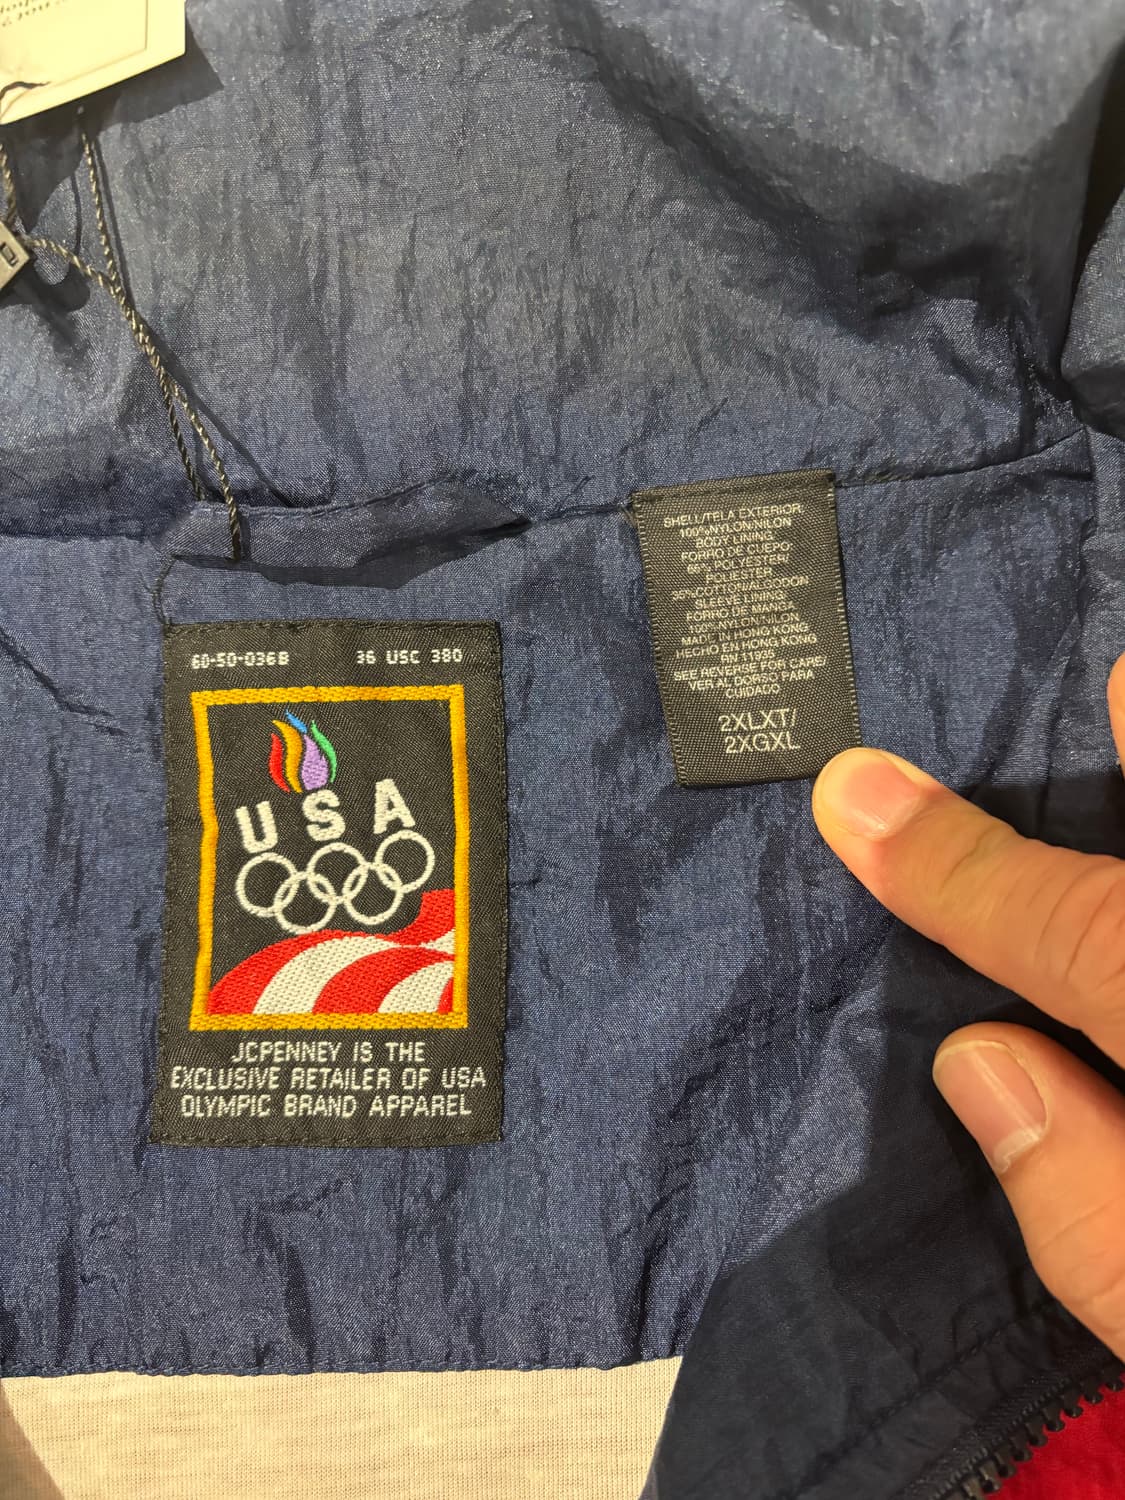 60-50-036B 36 USC 380
USA
JCPENNEY IS THE
EXCLUSIVE RETAILER OF USA
OLYMPIC BRAND APPAREL
SHELL/TELA EXTERIOR
100%NYLON/NILON
BODY LINING
FORRO DE CUEPO
65% POLYESTER
POLIESTER
35%COTTON/ALGODON
SLEEVE LINING
FORRO DE MANGA
NYLON/NILON
MADE IN HONG KONG
HECHO EN HONG KONG
SEE REVERSE FOR CARE/
VER AL DORSO PARA
CUIDADO
2XLXT/
2XGXL